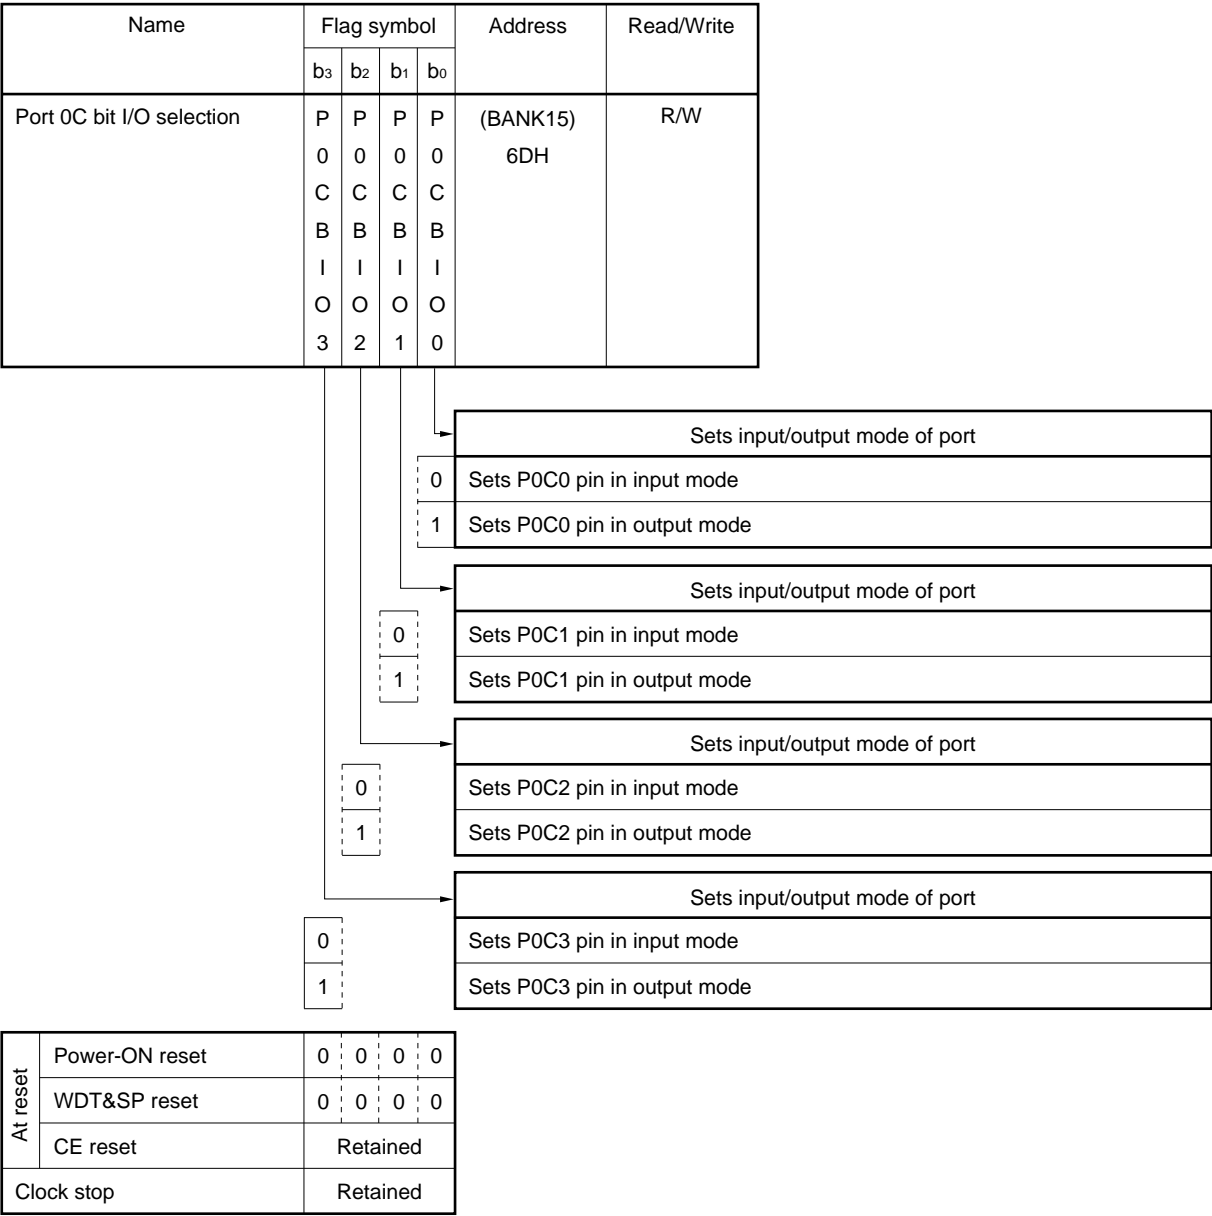 Name Flag symbol Address Read/Write
b3 b2 b1 b0
Port 0C bit I/O selection P P P P (BANK15) R/W
0 0 0 0 6DH
C C C C
B B B B
I I I I
O O O O
3 2 1 0
Sets input/output mode of port
0 Sets P0C0 pin in input mode
1 Sets P0C0 pin in output mode
Sets input/output mode of port
0 Sets P0C1 pin in input mode
1 Sets P0C1 pin in output mode
Sets input/output mode of port
0 Sets P0C2 pin in input mode
1 Sets P0C2 pin in output mode
Sets input/output mode of port
0 Sets P0C3 pin in input mode
1 Sets P0C3 pin in output mode
At reset
Power-ON reset 0 0 0 0
WDT&SP reset 0 0 0 0
CE reset Retained
Clock stop Retained